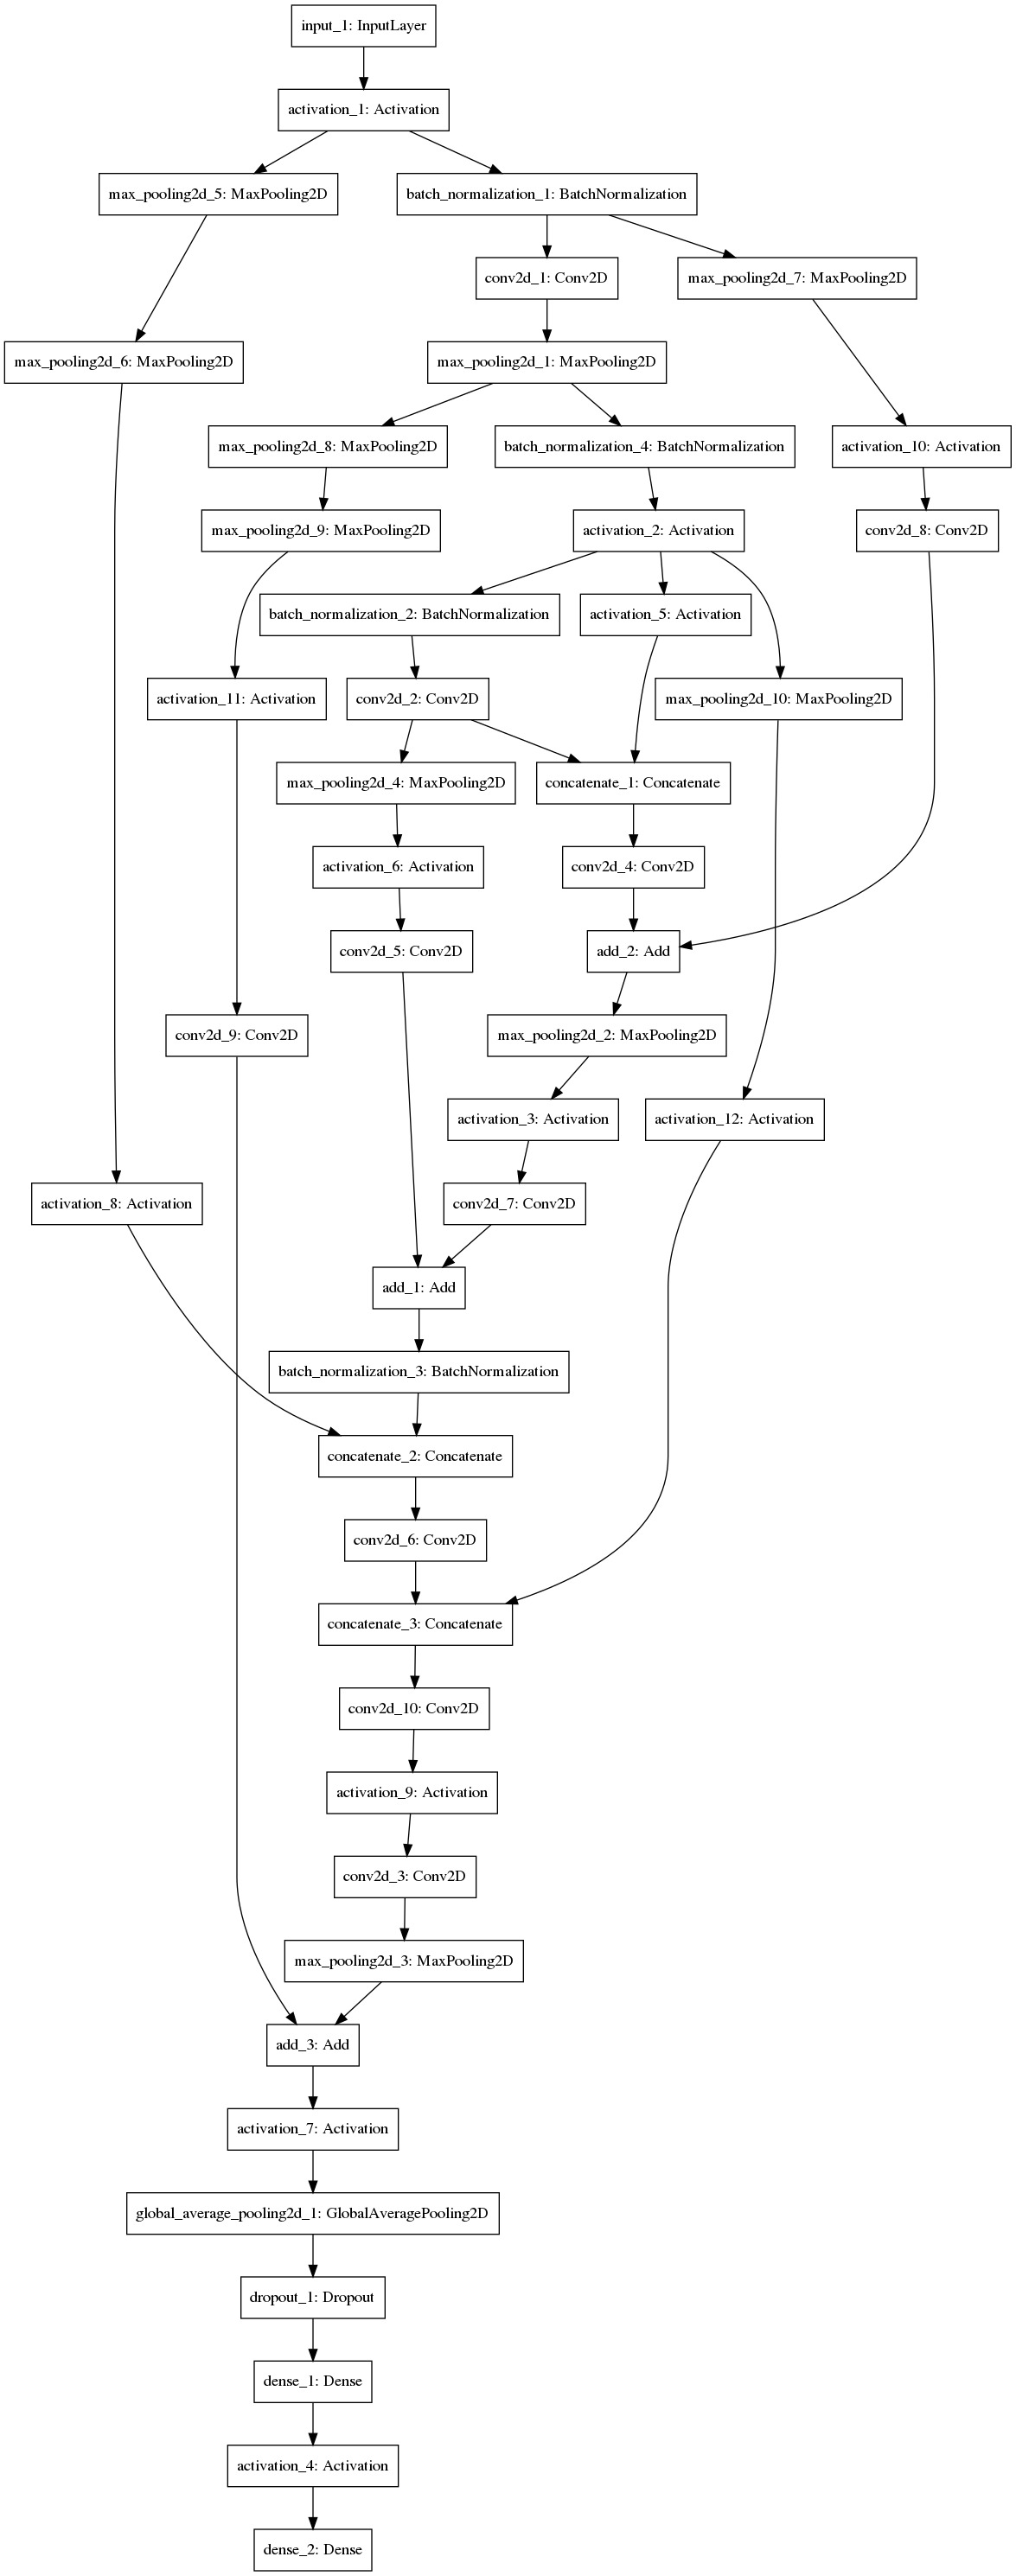 input_1: InputLayer
activation_1: Activation
max_pooling2d_5: MaxPooling2D
batch_normalization_1: BatchNormalization
conv2d_1: Conv2D
max_pooling2d_7: MaxPooling2D
max_pooling2d_6: MaxPooling2D
max_pooling2d_1: MaxPooling2D
max_pooling2d_8: MaxPooling2D
batch_normalization_4: BatchNormalization
activation_10: Activation
max_pooling2d_9: MaxPooling2D
activation_2: Activation
conv2d_8: Conv2D
batch_normalization_2: BatchNormalization
activation_5: Activation
activation_11: Activation
conv2d_2: Conv2D
max_pooling2d_10: MaxPooling2D
max_pooling2d_4: MaxPooling2D
concatenate_1: Concatenate
activation_6: Activation
conv2d_4: Conv2D
conv2d_5: Conv2D
add_2: Add
conv2d_9: Conv2D
max_pooling2d_2: MaxPooling2D
activation_3: Activation
activation_12: Activation
activation_8: Activation
conv2d_7: Conv2D
add_1: Add
batch_normalization_3: BatchNormalization
concatenate_2: Concatenate
conv2d_6: Conv2D
concatenate_3: Concatenate
conv2d_10: Conv2D
activation_9: Activation
conv2d_3: Conv2D
max_pooling2d_3: MaxPooling2D
add_3: Add
activation_7: Activation
global_average_pooling2d_1: GlobalAveragePooling2D
dropout_1: Dropout
dense_1: Dense
activation_4: Activation
dense_2: Dense